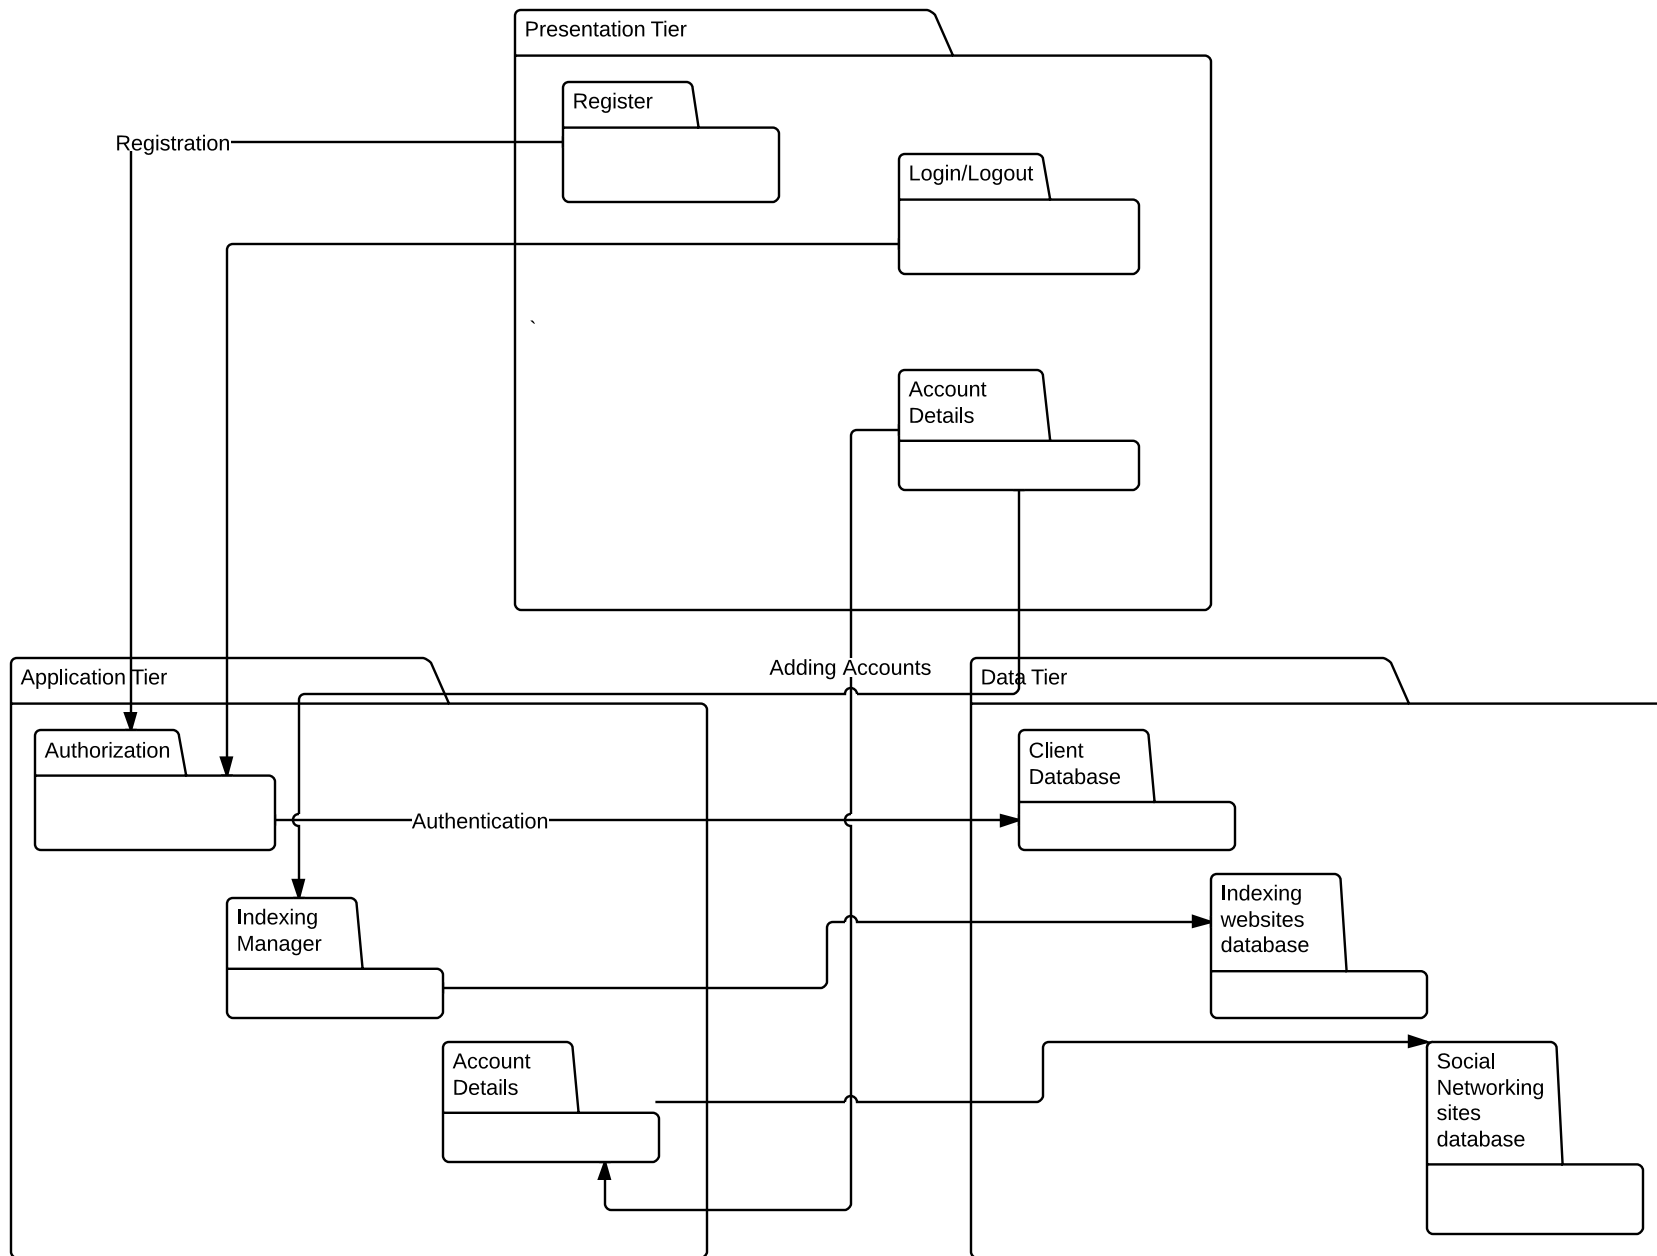 Presentation Tier
Register
Registration
Login/Logout
`
Account
Details
Adding Accounts
Application Tier
Data Tier
Authorization
Client
Database
Authentication
Indexing
websites
database
Indexing
Manager
Account
Details
Social
Networking
sites
database